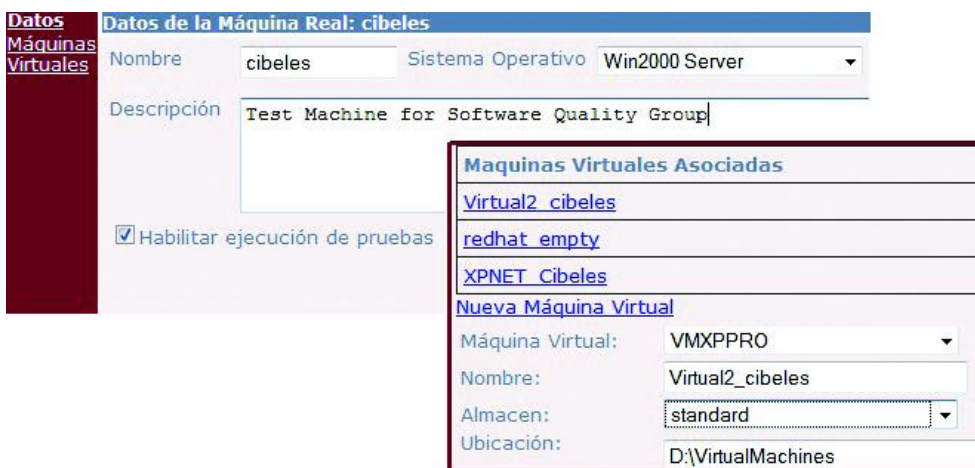 Datos
Máquinas
Virtuales
Datos de la Máquina Real: cibeles
Nombre cibeles Sistema Operativo Win2000 Server
Descripción Test Machine for Software Quality Group
Habilitar ejecución de pruebas
Maquinas Virtuales Asociadas
Virtual2_cibeles
redhat_empty
XPNET_Cibeles
Nueva Máquina Virtual
Máquina Virtual: VMXPPRO
Nombre: Virtual2_cibeles
Almacen: standard
Ubicación: D:\VirtualMachines